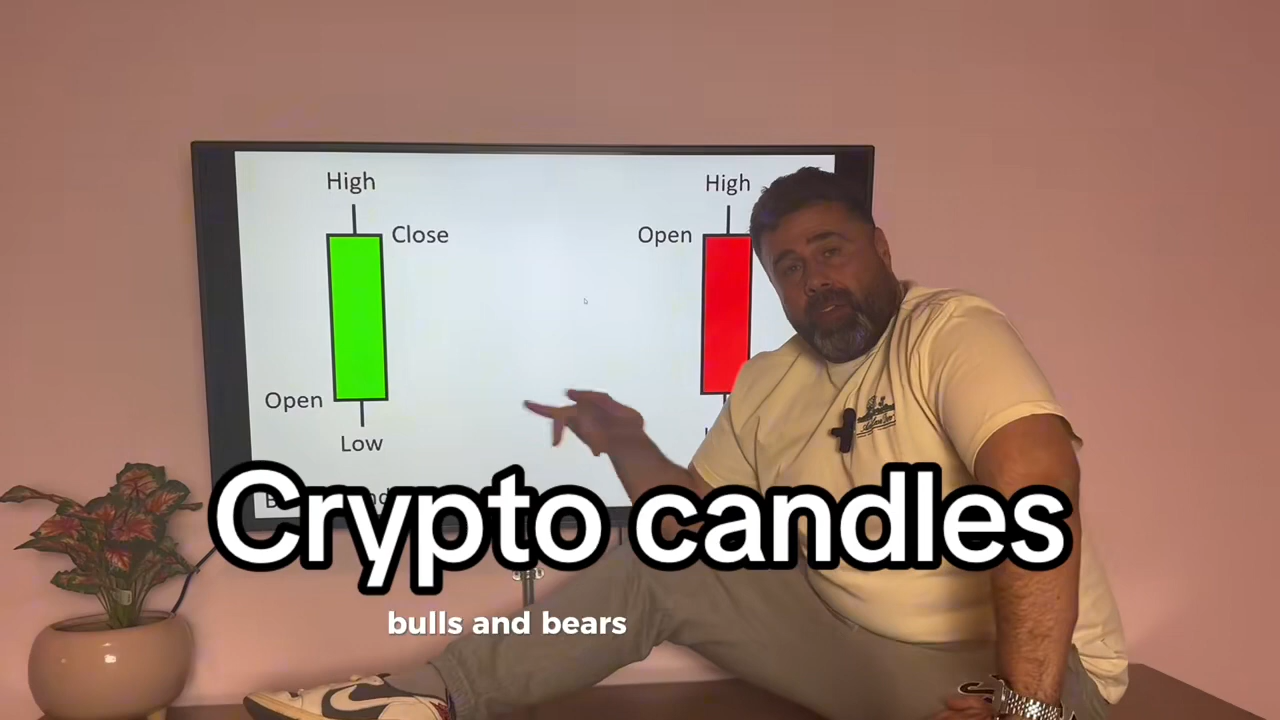 High
High
Close
Open
Open
Low
Crypto candles
bulls and bears